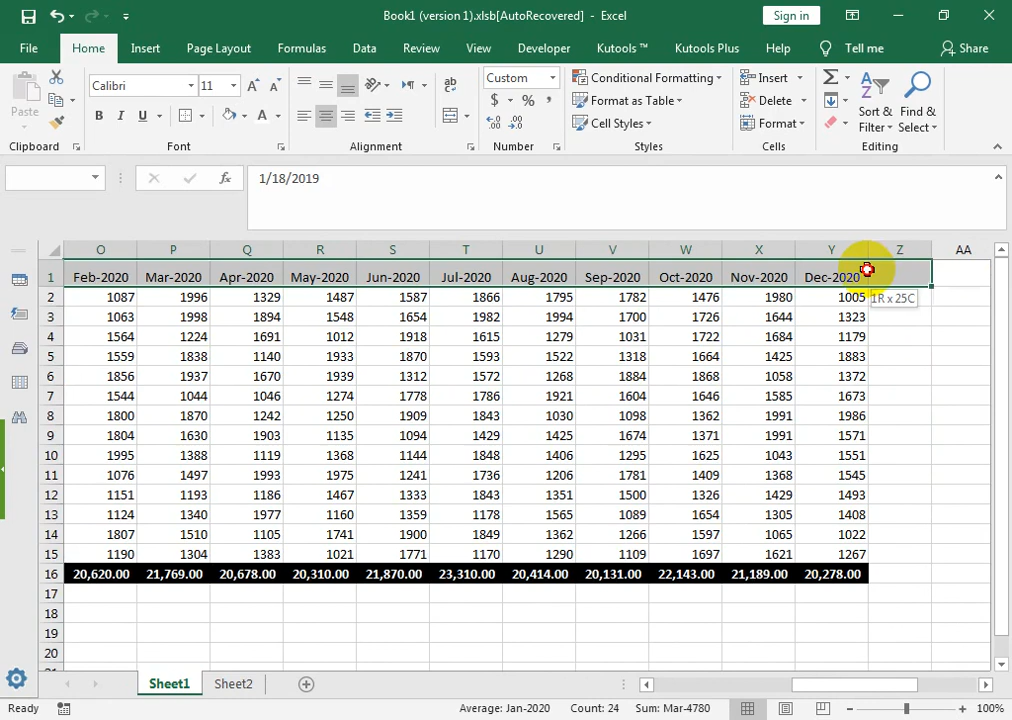 Book1 (version 1).xlsb[AutoRecovered] - Excel
Sign in
File Home Insert Page Layout Formulas Data Review View Developer Kutools ™ Kutools Plus Help Tell me Share
Paste
Calibri 11
B I U A
Custom
$ %
Conditional Formatting
Format as Table
Cell Styles
Insert
Delete
Format
Sort & Filter
Find & Select
Clipboard Font Alignment Number Styles Cells Editing
fx 1/18/2019
O P Q R S T U V W X Y Z AA
1 Feb-2020 Mar-2020 Apr-2020 May-2020 Jun-2020 Jul-2020 Aug-2020 Sep-2020 Oct-2020 Nov-2020 Dec-2020
2 1087 1996 1329 1487 1587 1866 1795 1782 1476 1980 1005
1R x 25C
3 1063 1998 1894 1548 1654 1982 1994 1700 1726 1644 1323
4 1564 1224 1691 1012 1918 1615 1279 1031 1722 1684 1179
5 1559 1838 1140 1933 1870 1593 1522 1318 1664 1425 1883
6 1856 1937 1670 1939 1312 1572 1268 1884 1868 1058 1372
7 1544 1044 1046 1274 1778 1786 1921 1604 1646 1585 1673
8 1800 1870 1242 1250 1909 1843 1030 1098 1362 1991 1986
9 1804 1630 1903 1135 1094 1429 1425 1674 1371 1991 1571
10 1995 1388 1119 1368 1144 1848 1406 1295 1625 1043 1551
11 1076 1497 1993 1975 1241 1736 1206 1781 1409 1368 1545
12 1151 1193 1186 1467 1333 1843 1351 1500 1326 1429 1493
13 1124 1340 1977 1160 1359 1178 1565 1089 1654 1305 1408
14 1807 1510 1105 1741 1900 1849 1362 1266 1597 1065 1022
15 1190 1304 1383 1021 1771 1170 1290 1109 1697 1621 1267
16 20,620.00 21,769.00 20,678.00 20,310.00 21,870.00 23,310.00 20,414.00 20,131.00 22,143.00 21,189.00 20,278.00
17
18
19
20
Sheet1 Sheet2
Ready Average: Jan-2020 Count: 24 Sum: Mar-4780 100%